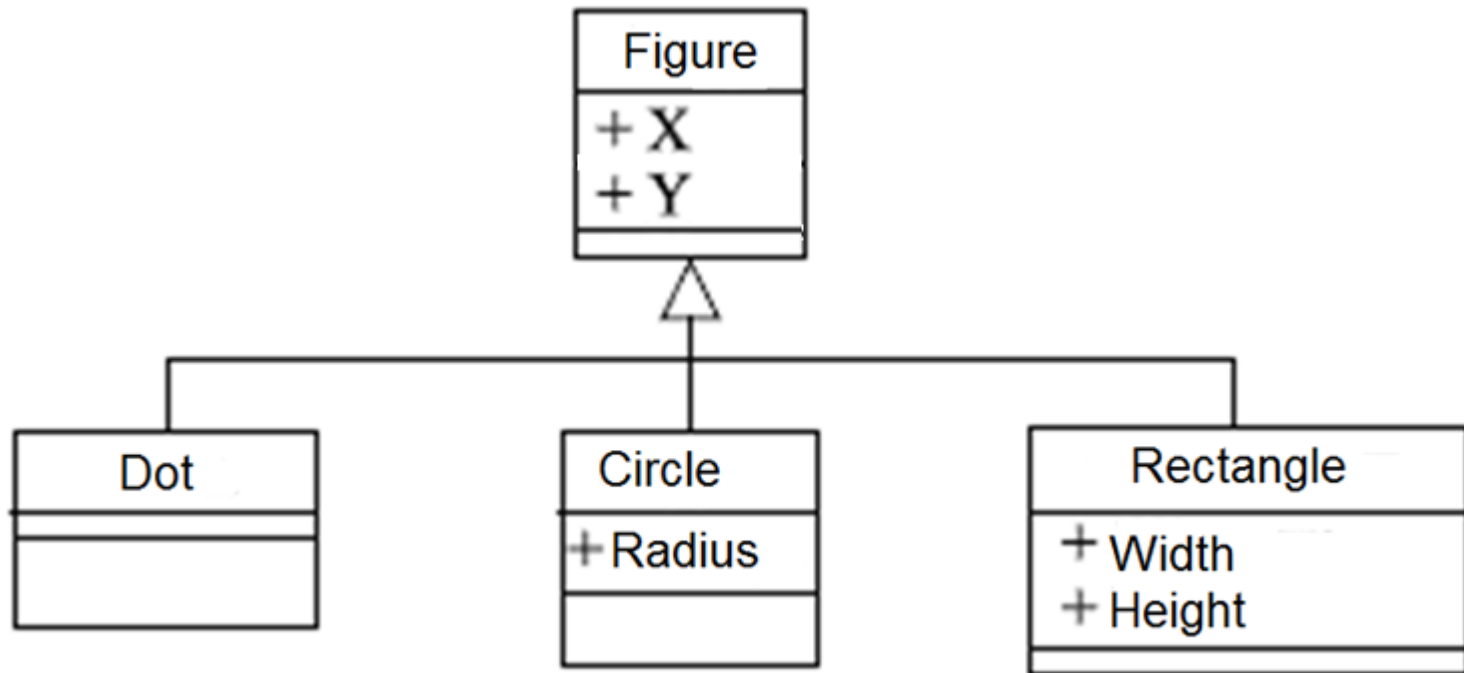 Figure
+ X
+ Y
Dot
Circle
Rectangle
+ Radius
+ Width
+ Height